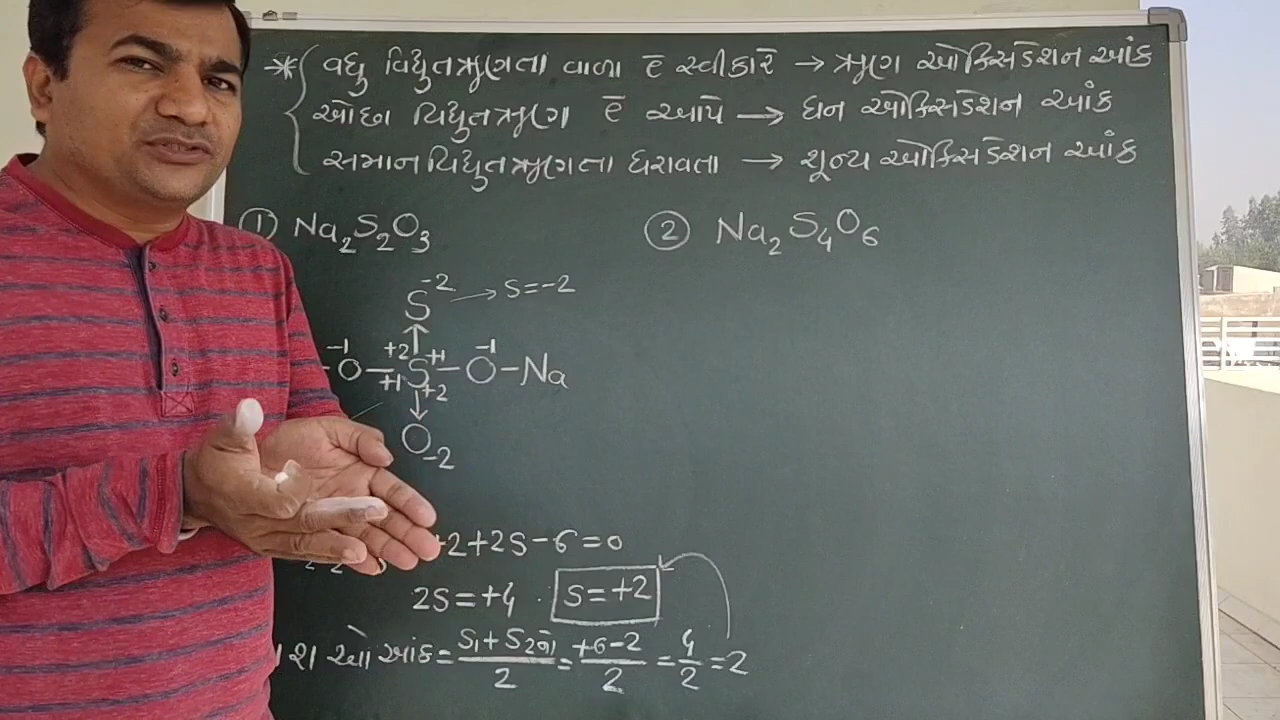 * વધુ વિદ્યુતઋણતા વાળા e̅ સ્વીકારે → ઋણ ઓક્સિડેશન આંક
ઓછા વિદ્યુતઋણ e̅ આપે → ધન ઓક્સિડેશન આંક
સમાન વિદ્યુતઋણતા ધરાવતા → શૂન્ય ઓક્સિડેશન આંક
① Na₂S₂O₃
② Na₂S₄O₆
S⁻² → S=-2
-1 +2 +1 -1
-O-S-O-Na
+1 +2
O-2
+2+2S-6=0
2S=+4 . S=+2
શ ઓ આંક = S₁+S₂નો/2 = +6-2/2 = 4/2 = 2